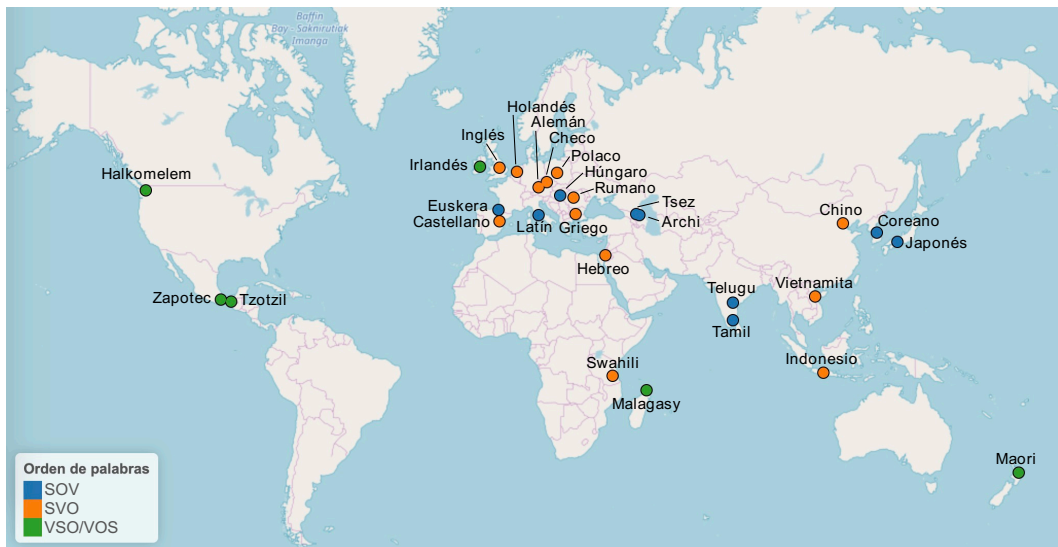 Baffin
Bay - Saknirutiak
Imanga
Holandés
Alemán
Checo
Inglés
Polaco
Irlandés
Húngaro
Halkomelem
Rumano
Tsez
Euskera
Chino
Castellano
Archi
Coreano
Latín
Griego
Japonés
Hebreo
Telugu
Vietnamita
Zapotec
Tzotzil
Tamil
Swahili
Indonesio
Malagasy
Maori
Orden de palabras
SOV
SVO
VSO/VOS